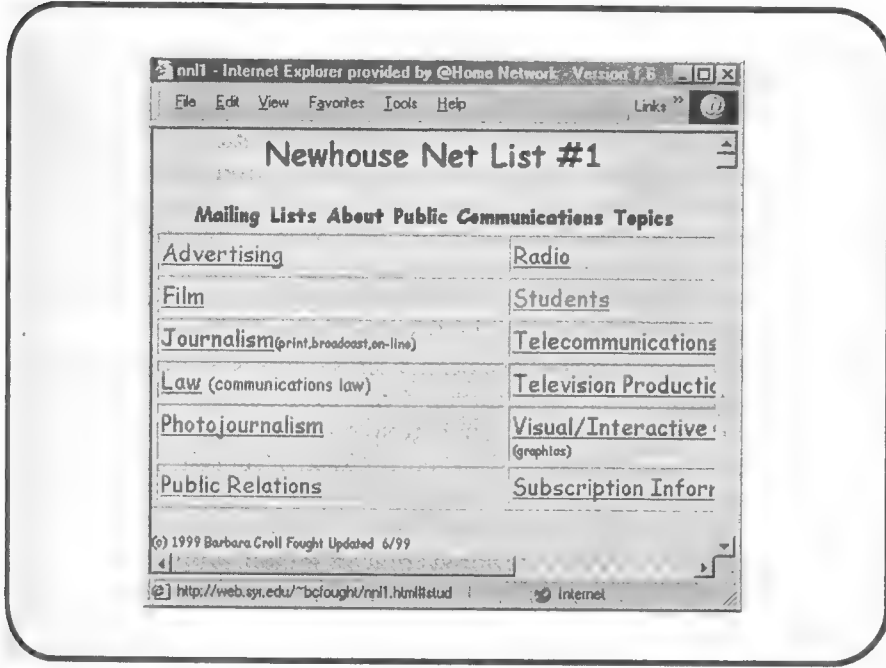 nnl1 - Internet Explorer provided by @Home Network - Version 1.6
File Edit View Favorites Tools Help Links »
Newhouse Net List #1
Mailing Lists About Public Communications Topics
Advertising Radio
Film Students
Journalism(print,broadcast,on-line) Telecommunications
Law (communications law) Television Productic
Photojournalism Visual/Interactive
(graphics)
Public Relations Subscription Inforr
(c) 1999 Barbara Croll Fought Updated 6/99
http://web.syr.edu/~bcfought/nnl1.html#stud Internet